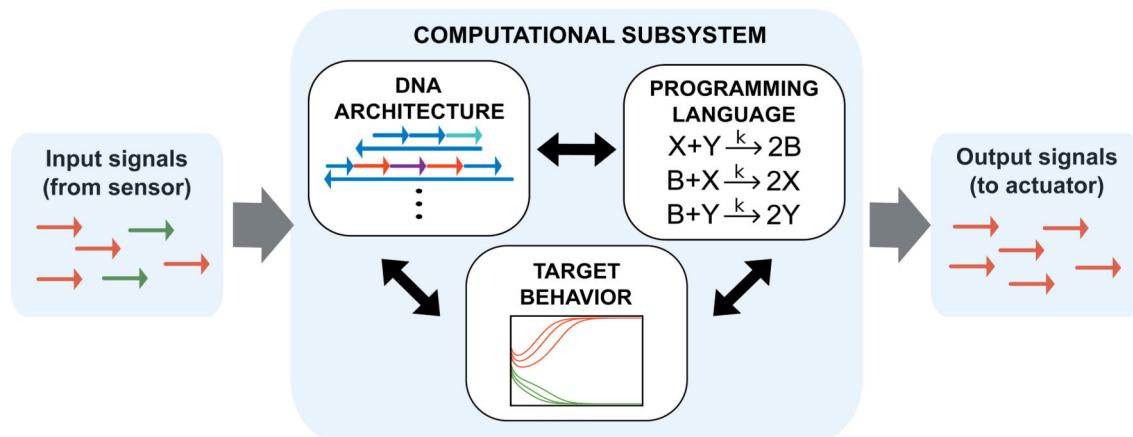 COMPUTATIONAL SUBSYSTEM
DNA
ARCHITECTURE
PROGRAMMING
LANGUAGE
X+Y k→ 2B
B+X k→ 2X
B+Y k→ 2Y
Input signals
(from sensor)
Output signals
(to actuator)
TARGET
BEHAVIOR